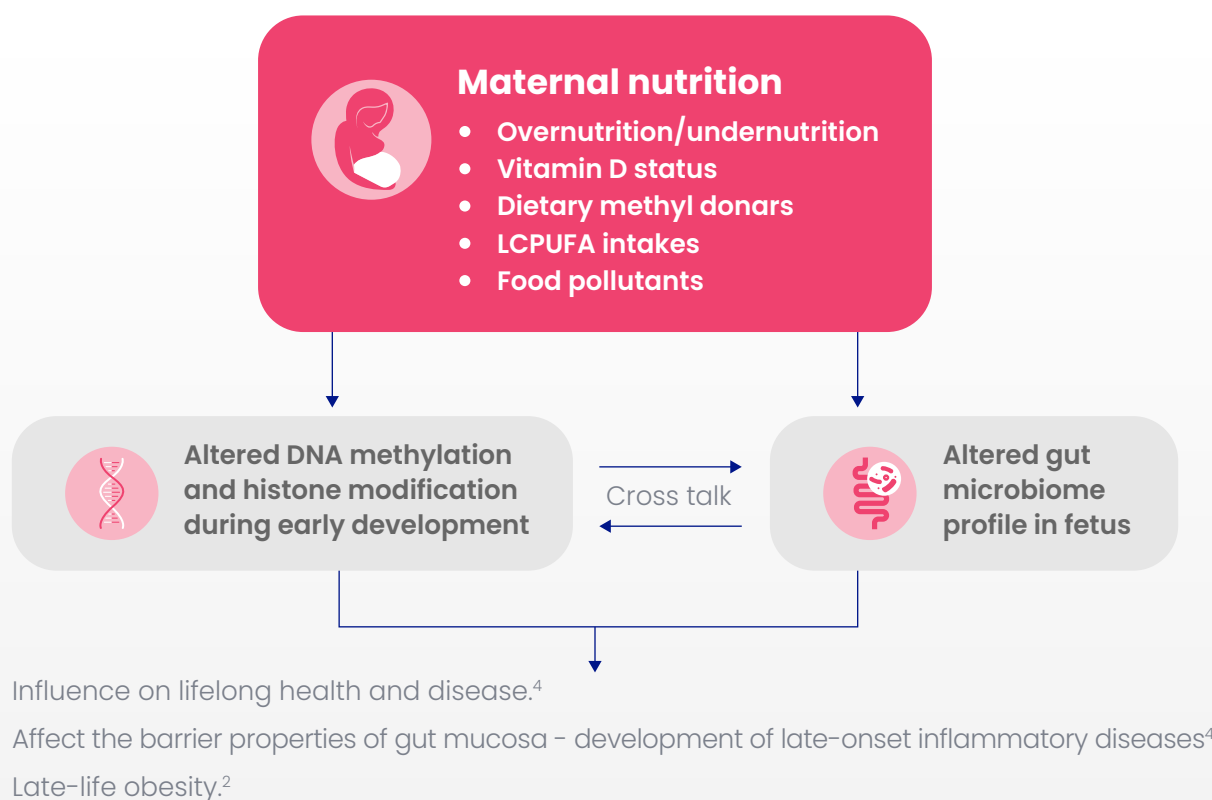 Maternal nutrition
• Overnutrition/undernutrition
• Vitamin D status
• Dietary methyl donars
• LCPUFA intakes
• Food pollutants
Altered DNA methylation
and histone modification
during early development
Cross talk
Altered gut
microbiome
profile in fetus
Influence on lifelong health and disease.⁴
Affect the barrier properties of gut mucosa - development of late-onset inflammatory diseases⁴
Late-life obesity.²